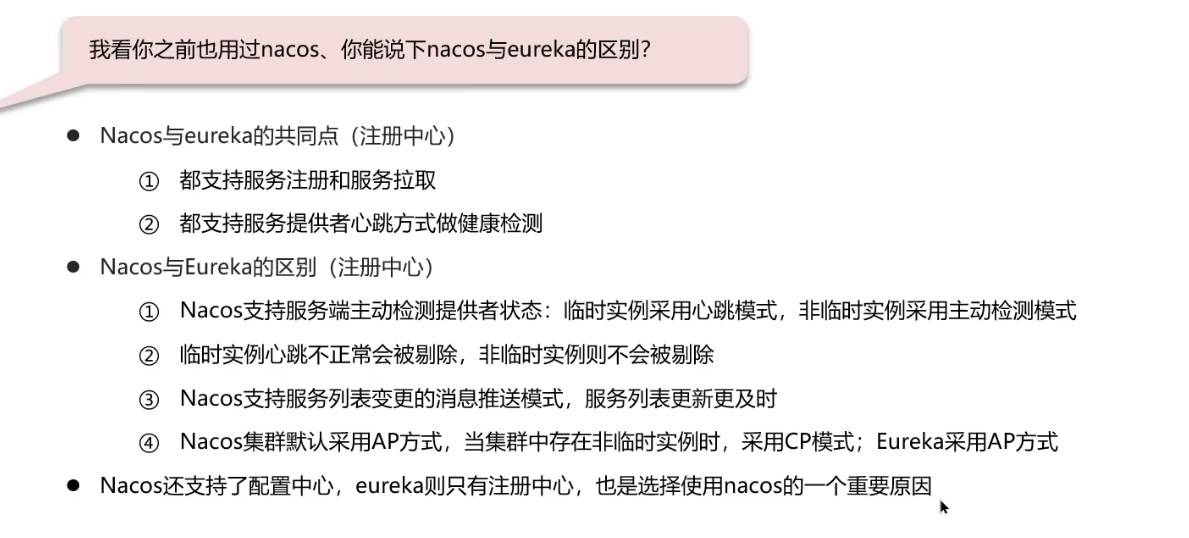 我看你之前也用过nacos、你能说下nacos与eureka的区别？
● Nacos与eureka的共同点（注册中心）
① 都支持服务注册和服务拉取
② 都支持服务提供者心跳方式做健康检测
● Nacos与Eureka的区别（注册中心）
① Nacos支持服务端主动检测提供者状态：临时实例采用心跳模式，非临时实例采用主动检测模式
② 临时实例心跳不正常会被剔除，非临时实例则不会被剔除
③ Nacos支持服务列表变更的消息推送模式，服务列表更新更及时
④ Nacos集群默认采用AP方式，当集群中存在非临时实例时，采用CP模式；Eureka采用AP方式
● Nacos还支持了配置中心，eureka则只有注册中心，也是选择使用nacos的一个重要原因